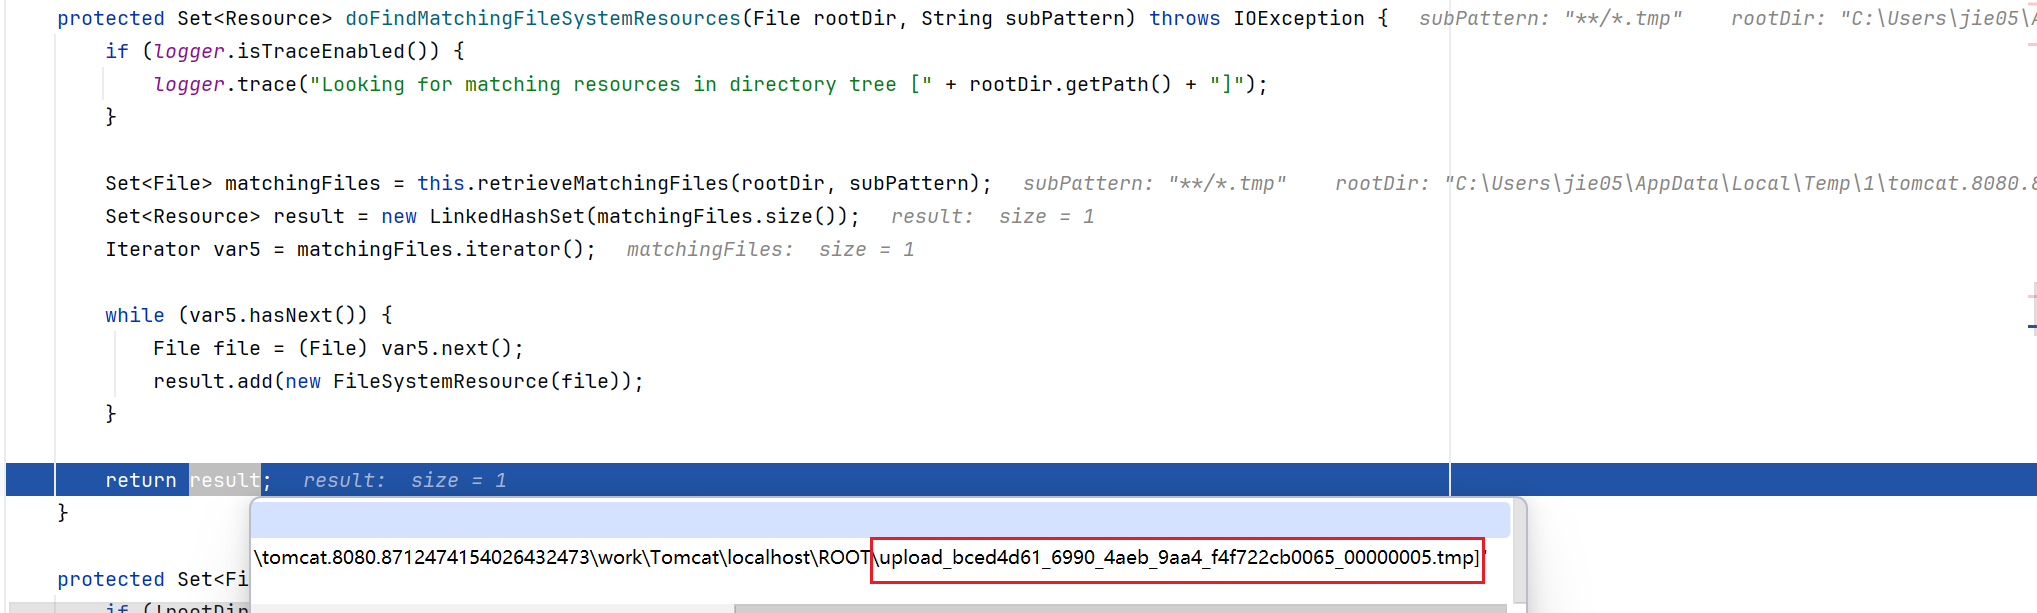 protected Set<Resource> doFindMatchingFileSystemResources(File rootDir, String subPattern) throws IOException { subPattern: "**/*.tmp" rootDir: "C:\Users\jie05\A
if (logger.isTraceEnabled()) {
logger.trace("Looking for matching resources in directory tree [" + rootDir.getPath() + "]");
}
Set<File> matchingFiles = this.retrieveMatchingFiles(rootDir, subPattern); subPattern: "**/*.tmp" rootDir: "C:\Users\jie05\AppData\Local\Temp\1\tomcat.8080.8
Set<Resource> result = new LinkedHashSet(matchingFiles.size()); result: size = 1
Iterator var5 = matchingFiles.iterator(); matchingFiles: size = 1
while (var5.hasNext()) {
File file = (File) var5.next();
result.add(new FileSystemResource(file));
}
return result; result: size = 1
}
\tomcat.8080.8712474154026432473\work\Tomcat\localhost\ROOT\upload_bced4d61_6990_4aeb_9aa4_f4f722cb0065_00000005.tmp]"
protected Set<Fi
if (!rootDir